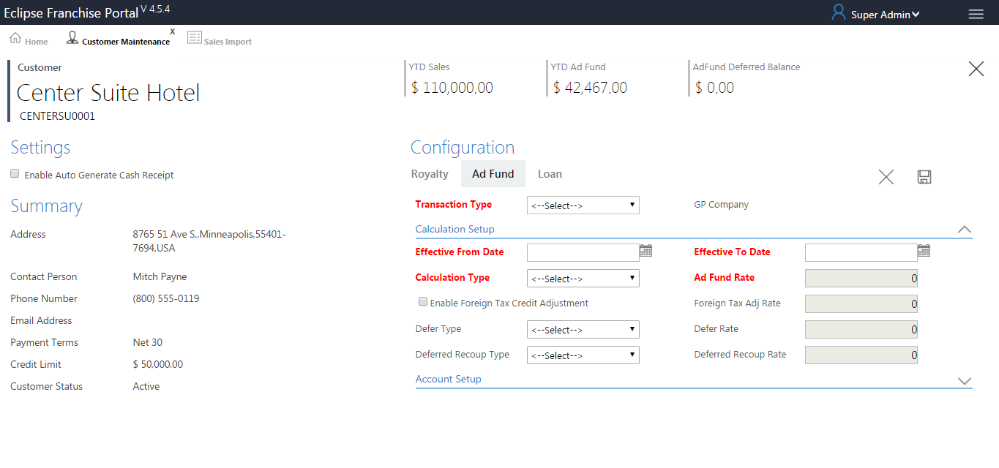 Eclipse Franchise Portal V 4.5.4
Super Admin
Home
Customer Maintenance
X
Sales Import
Customer
Center Suite Hotel
CENTERSU0001
YTD Sales
$ 110,000.00
YTD Ad Fund
$ 42,467.00
AdFund Deferred Balance
$ 0.00
Settings
Enable Auto Generate Cash Receipt
Summary
Address
8765 51 Ave S,,Minneapolis,55401-
7694,USA
Contact Person
Mitch Payne
Phone Number
(800) 555-0119
Email Address
Payment Terms
Net 30
Credit Limit
$ 50,000.00
Customer Status
Active
Configuration
Royalty
Ad Fund
Loan
Transaction Type
<--Select-->
GP Company
Calculation Setup
Effective From Date
Effective To Date
Calculation Type
<--Select-->
Ad Fund Rate
0
Enable Foreign Tax Credit Adjustment
Foreign Tax Adj Rate
0
Defer Type
<--Select-->
Defer Rate
0
Deferred Recoup Type
<--Select-->
Deferred Recoup Rate
0
Account Setup